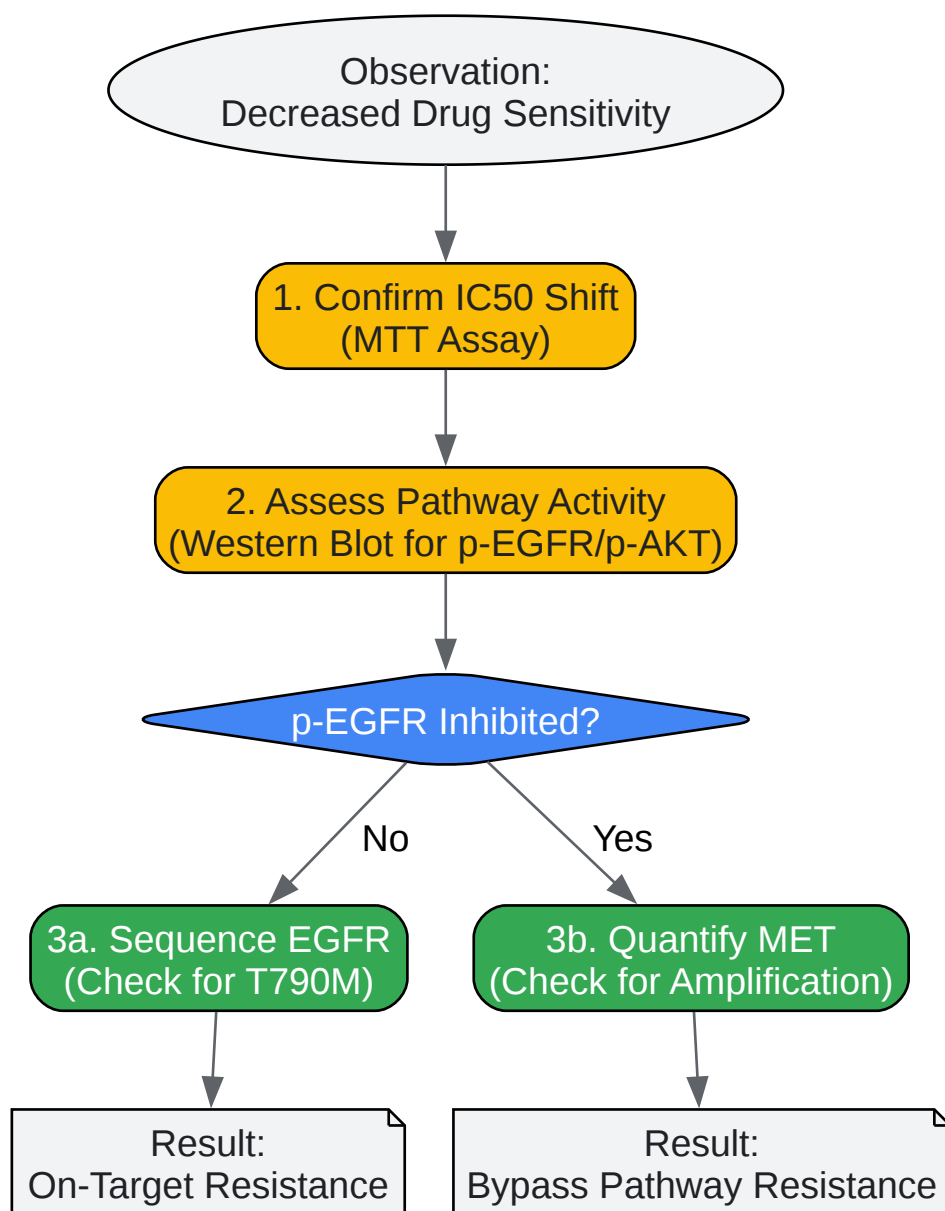 Observation:
Decreased Drug Sensitivity
1. Confirm IC50 Shift
(MTT Assay)
2. Assess Pathway Activity
(Western Blot for p-EGFR/p-AKT)
p-EGFR Inhibited?
No
Yes
3a. Sequence EGFR
(Check for T790M)
3b. Quantify MET
(Check for Amplification)
Result:
On-Target Resistance
Result:
Bypass Pathway Resistance